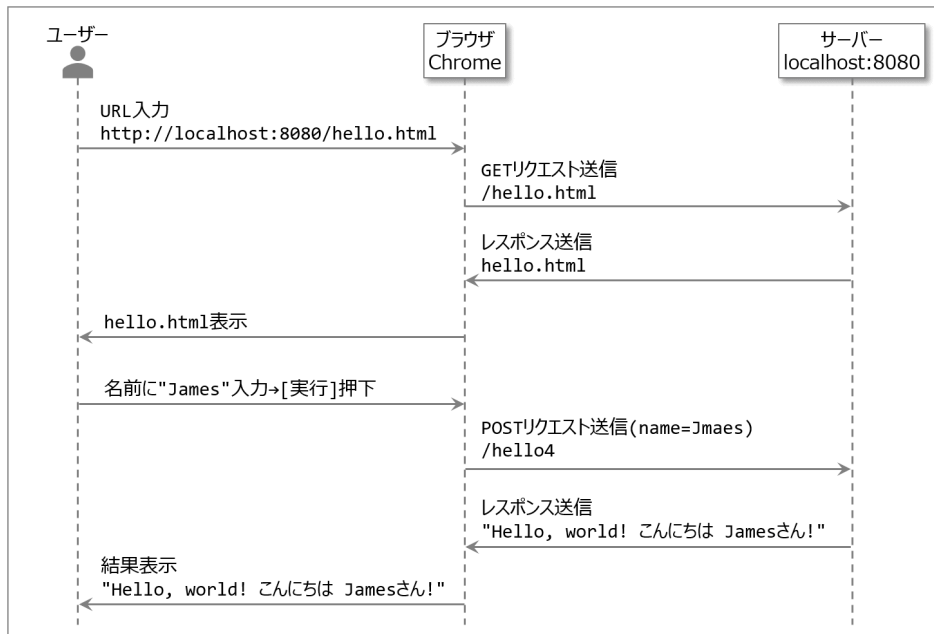 ユーザー
ブラウザ
Chrome
サーバー
localhost:8080
URL入力
http://localhost:8080/hello.html
GETリクエスト送信
/hello.html
レスポンス送信
hello.html
hello.html表示
名前に"James"入力→[実行]押下
POSTリクエスト送信(name=Jmaes)
/hello4
レスポンス送信
"Hello, world! こんにちは Jamesさん!"
結果表示
"Hello, world! こんにちは Jamesさん!"